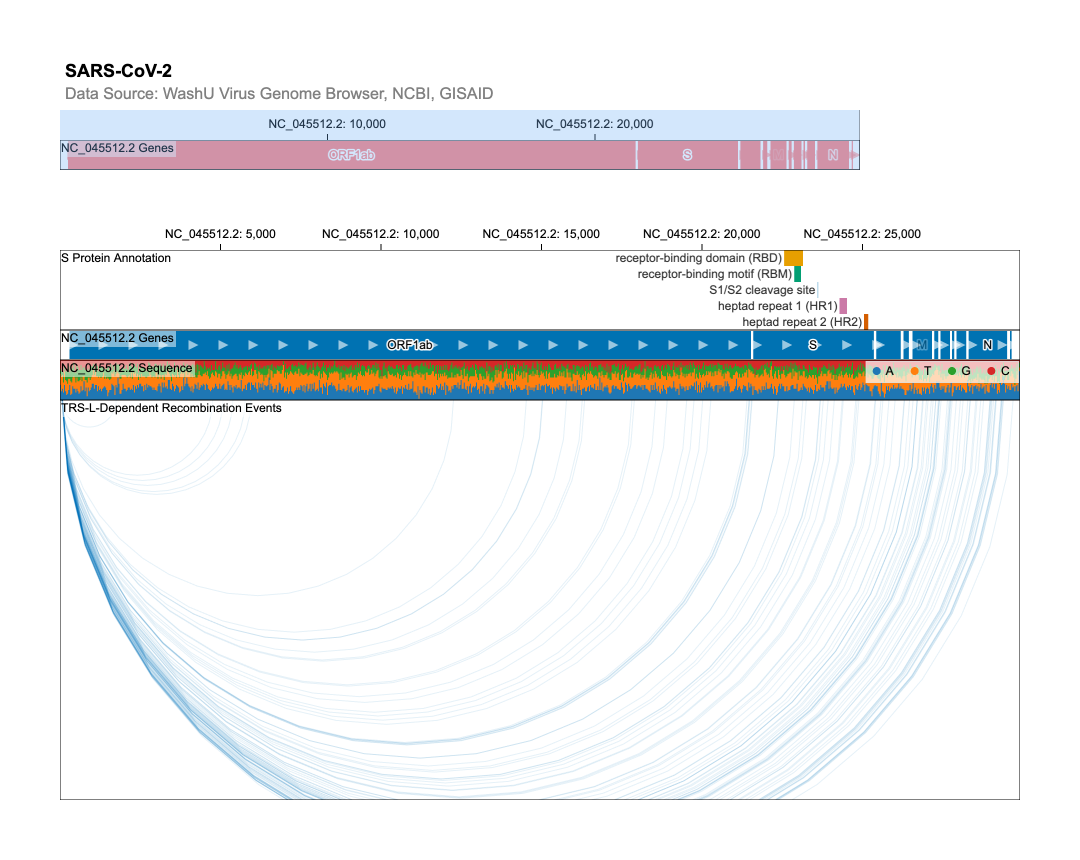 SARS-CoV-2
Data Source: WashU Virus Genome Browser, NCBI, GISAID
NC_045512.2: 10,000 NC_045512.2: 20,000
NC_045512.2 Genes ORF1ab S M N
NC_045512.2: 5,000 NC_045512.2: 10,000 NC_045512.2: 15,000 NC_045512.2: 20,000 NC_045512.2: 25,000
S Protein Annotation receptor-binding domain (RBD)
receptor-binding motif (RBM)
S1/S2 cleavage site
heptad repeat 1 (HR1)
heptad repeat 2 (HR2)
NC_045512.2 Genes ORF1ab S M N
NC_045512.2 Sequence A T G C
TRS-L-Dependent Recombination Events